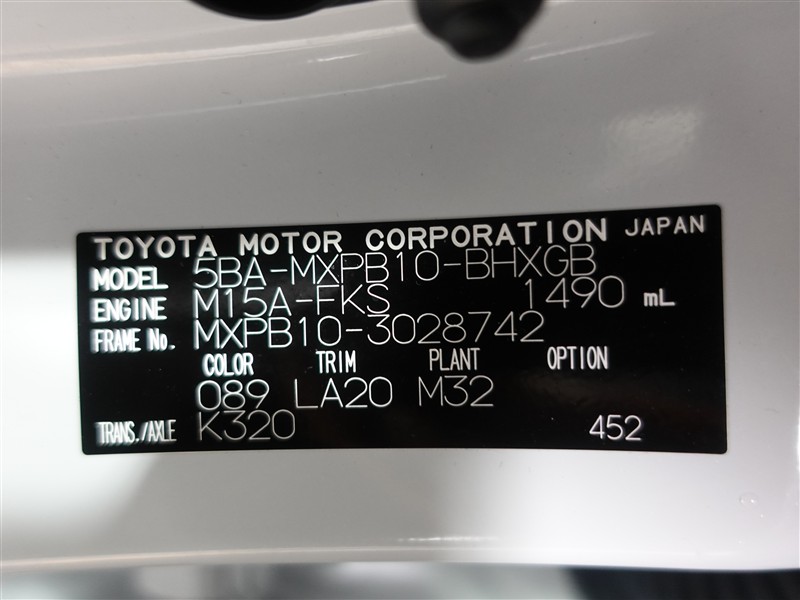 TOYOTA MOTOR CORPORATION JAPAN
MODEL 5BA-MXPB10-BHXGB
ENGINE M15A-FKS 1490 mL
FRAME No. MXPB10-3028742
COLOR TRIM PLANT OPTION
089 LA20 M32
TRANS./AXLE K320 452